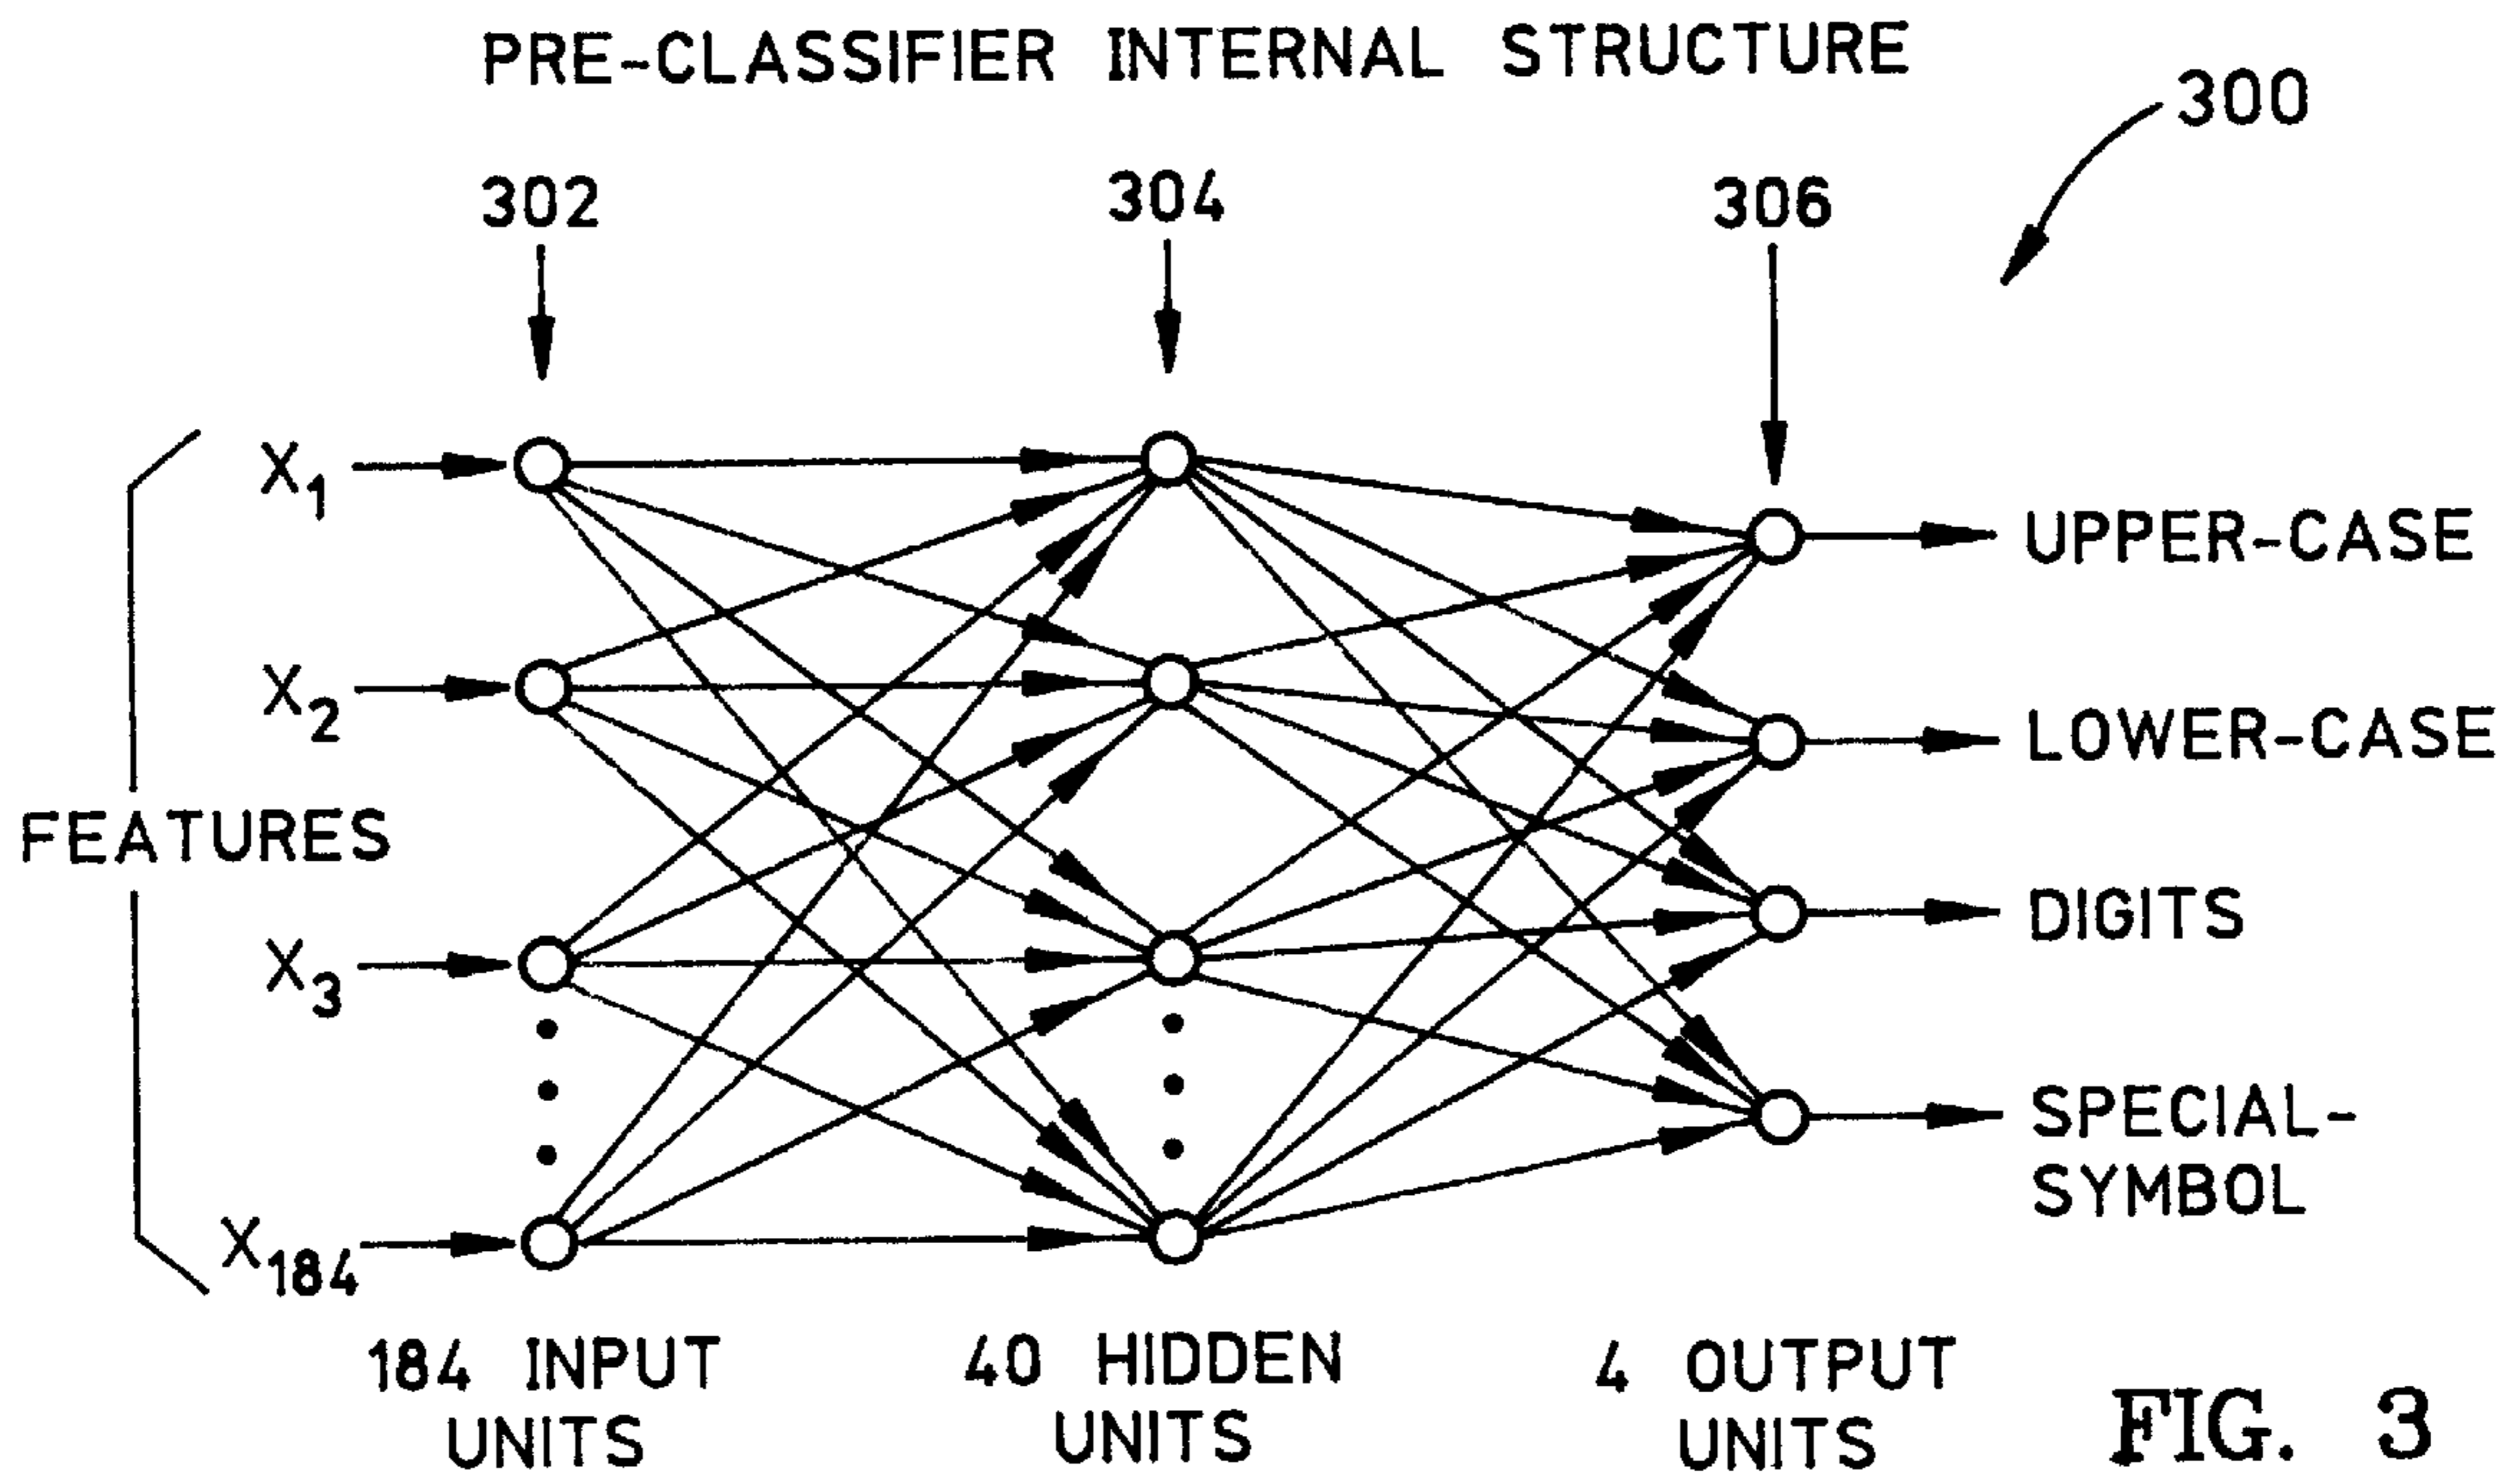 PRE-CLASSIFIER INTERNAL STRUCTURE
300
302
304
306
X1
X2
X3
X184
FEATURES
UPPER-CASE
LOWER-CASE
DIGITS
SPECIAL-
SYMBOL
184 INPUT
UNITS
40 HIDDEN
UNITS
4 OUTPUT
UNITS
FIG. 3